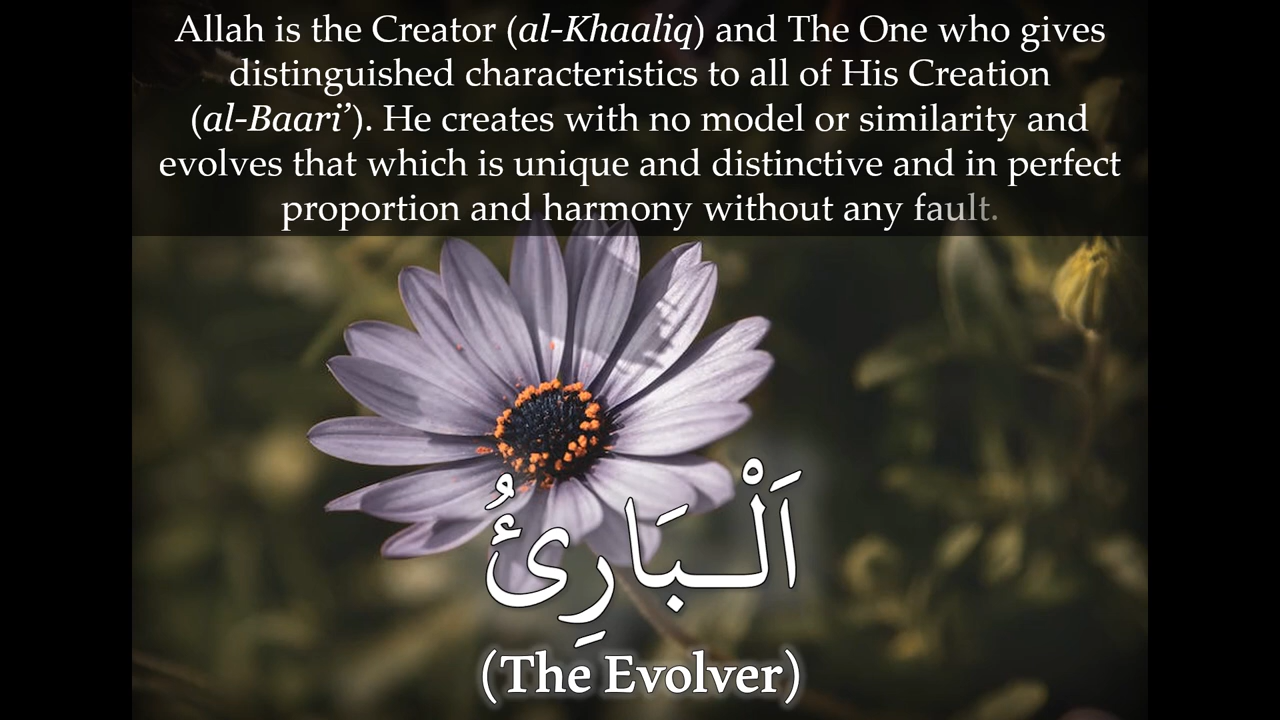 Allah is the Creator (al-Khaaliq) and The One who gives
distinguished characteristics to all of His Creation
(al-Baari’). He creates with no model or similarity and
evolves that which is unique and distinctive and in perfect
proportion and harmony without any fault.
اَلْـبَارِئُ
(The Evolver)